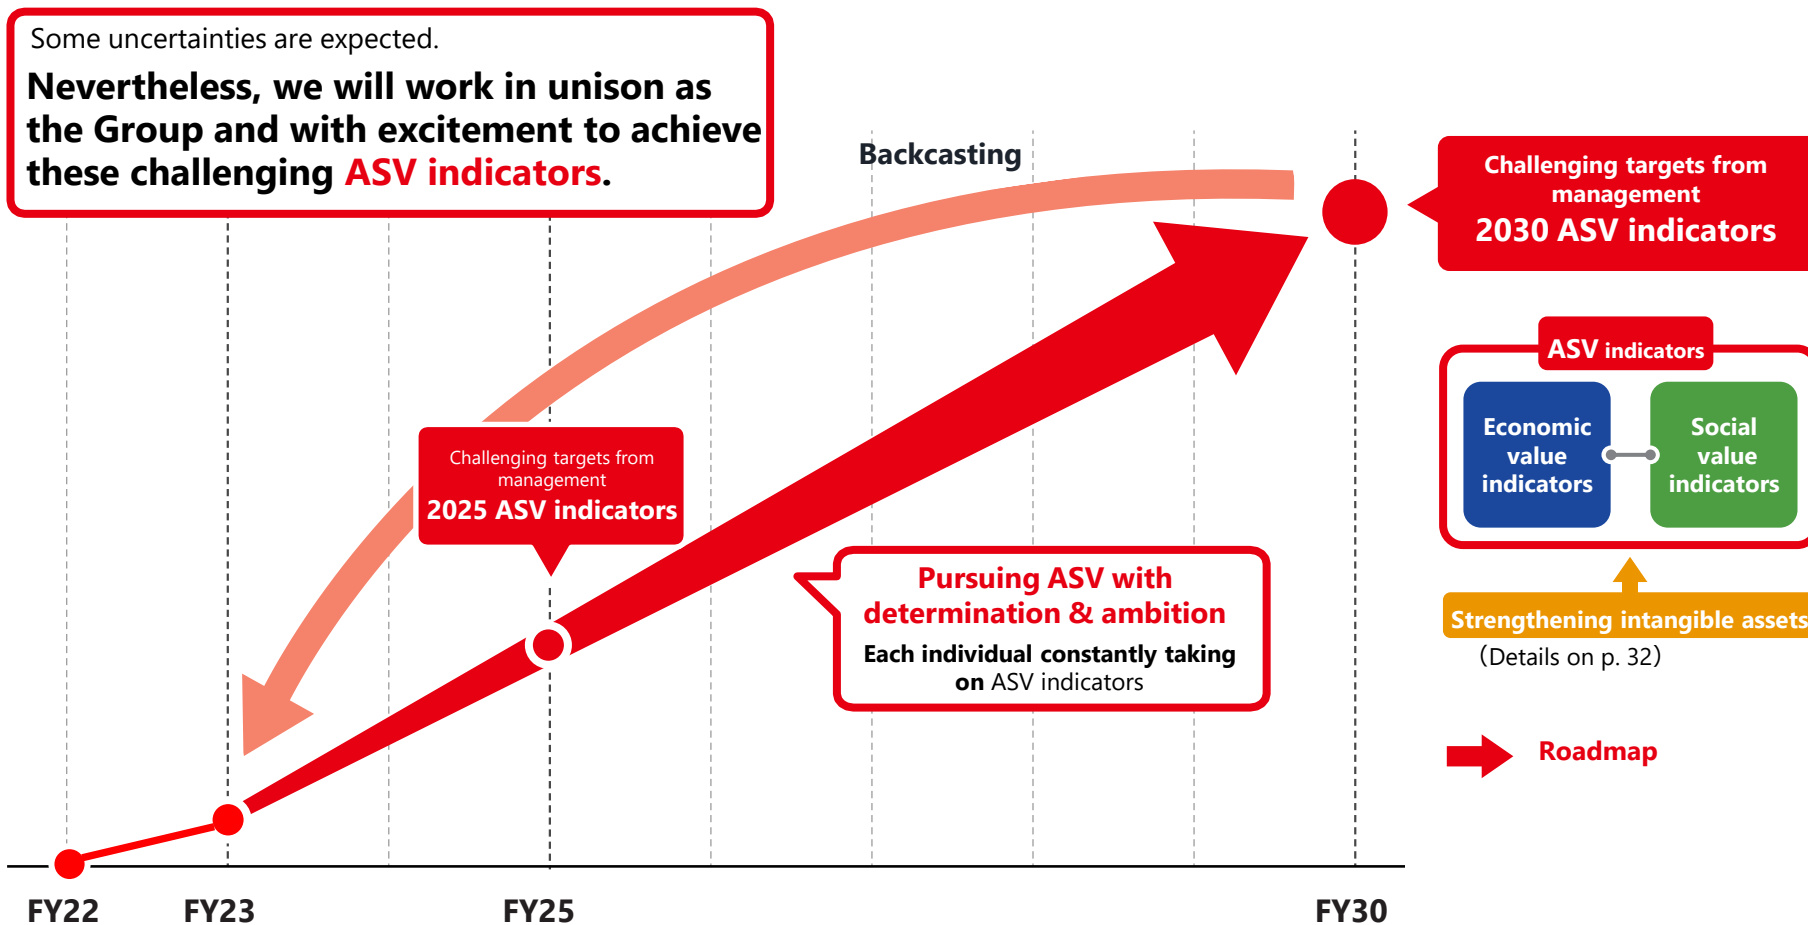 Some uncertainties are expected.
Nevertheless, we will work in unison as
the Group and with excitement to achieve
these challenging ASV indicators.
Backcasting
Challenging targets from
management
2030 ASV indicators
ASV indicators
Economic
value
indicators
Social
value
indicators
Strengthening intangible assets
(Details on p. 32)
Roadmap
Challenging targets from
management
2025 ASV indicators
Pursuing ASV with
determination & ambition
Each individual constantly taking
on ASV indicators
FY22
FY23
FY25
FY30